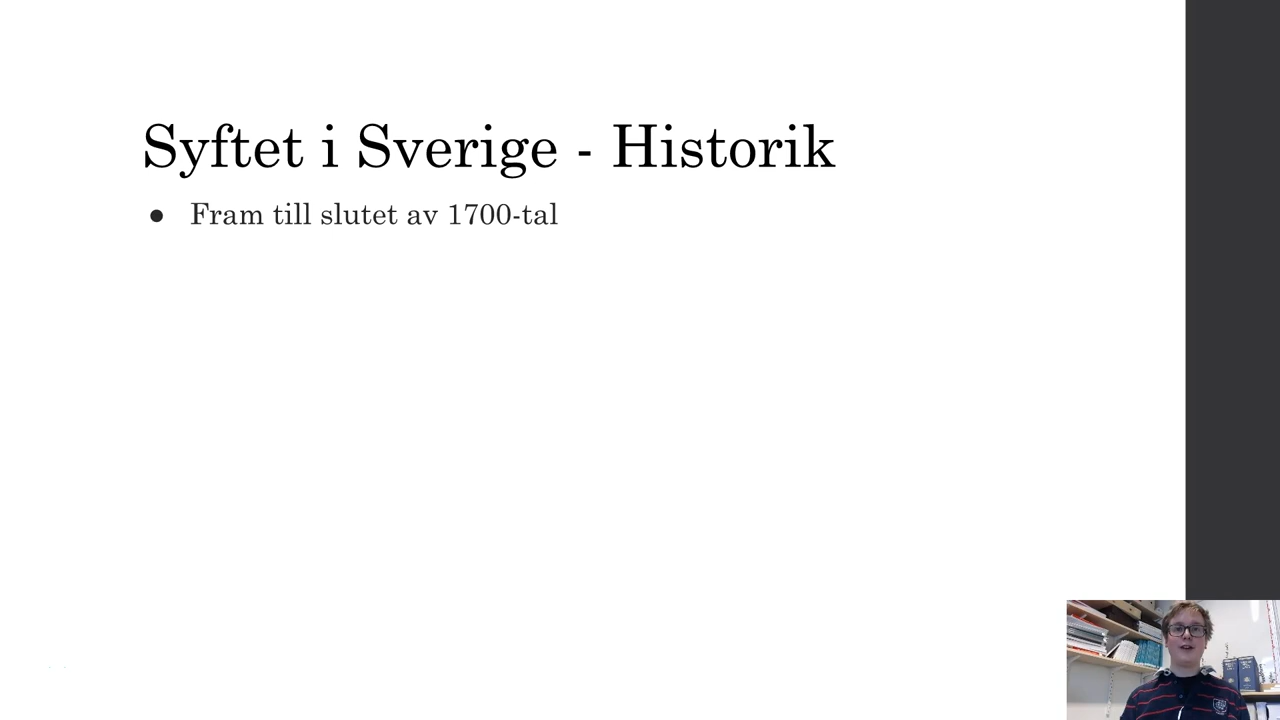 Syftet i Sverige - Historik
● Fram till slutet av 1700-tal